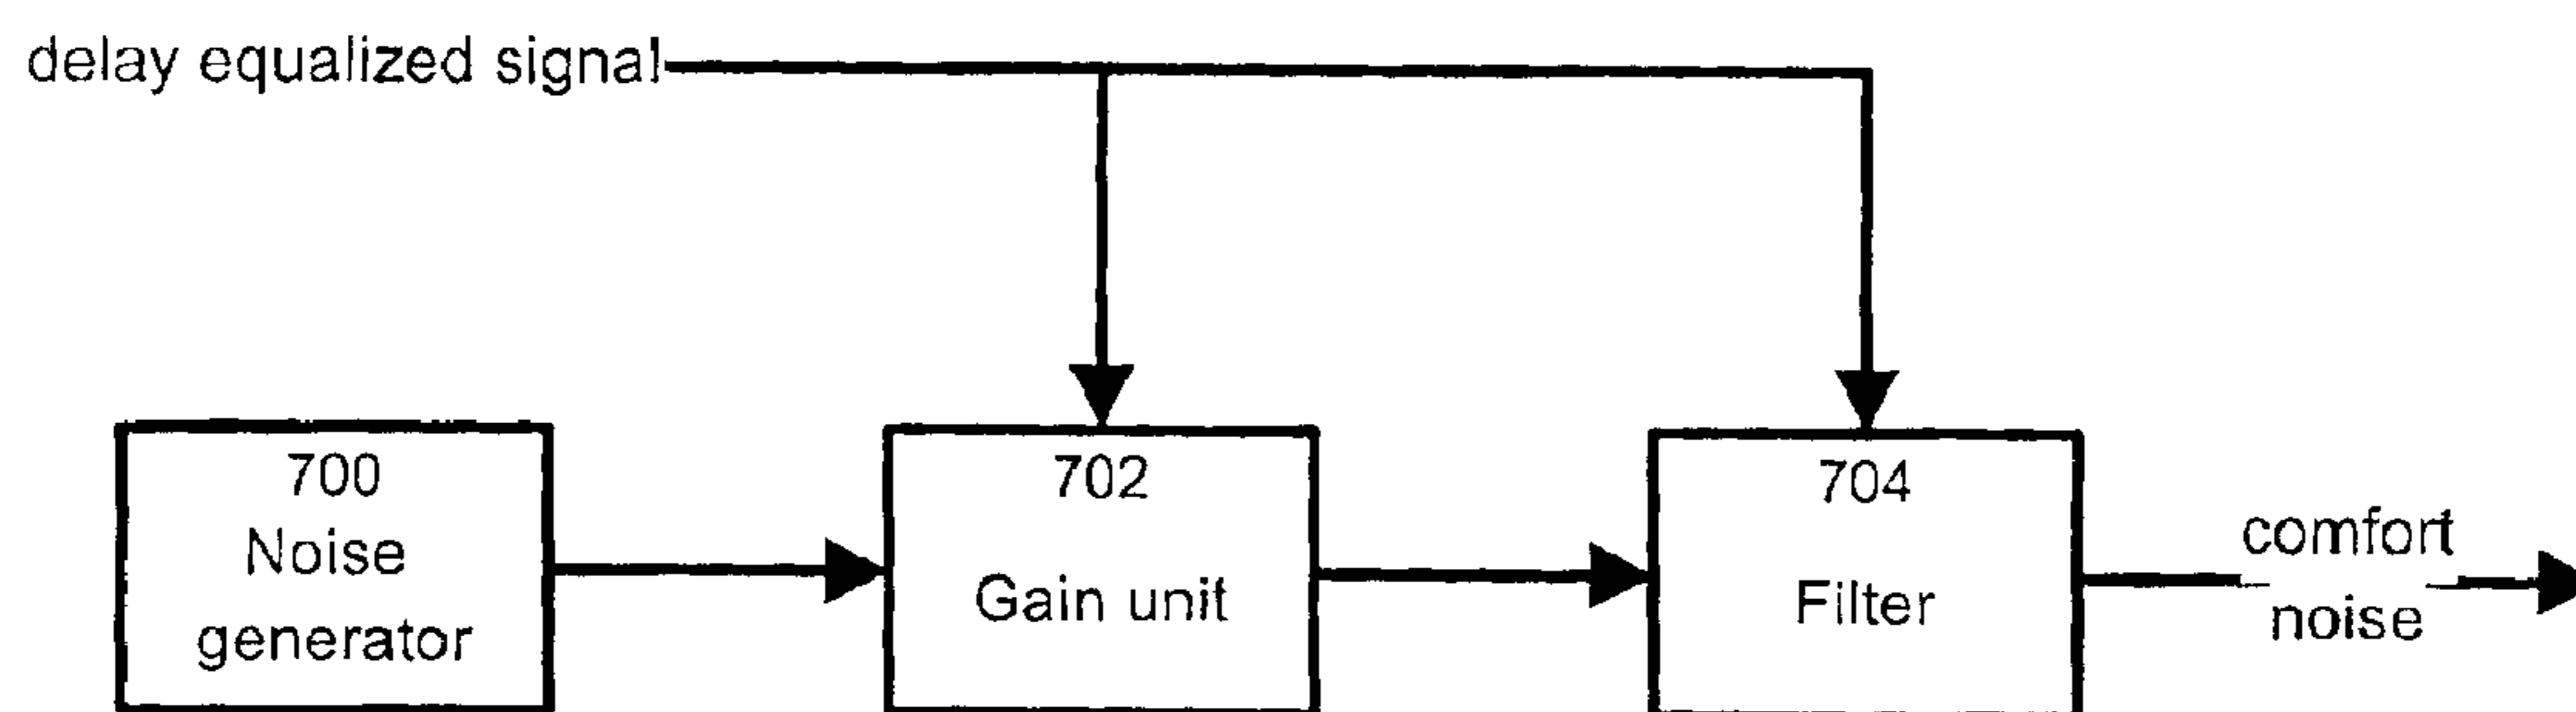 delay equalized signal
700
Noise
generator
702
Gain unit
704
Filter
comfort
noise